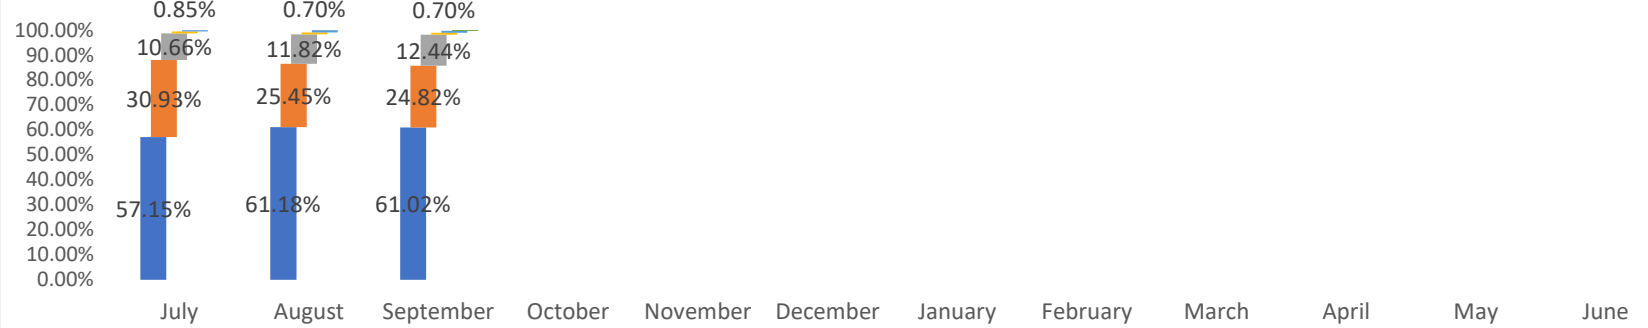 0.85% 0.70% 0.70%
100.00%
90.00%
80.00%
70.00%
60.00%
50.00%
40.00%
30.00%
20.00%
10.00%
0.00%
10.66% 11.82% 12.44%
30.93% 25.45% 24.82%
57.15% 61.18% 61.02%
July August September October November December January February March April May June